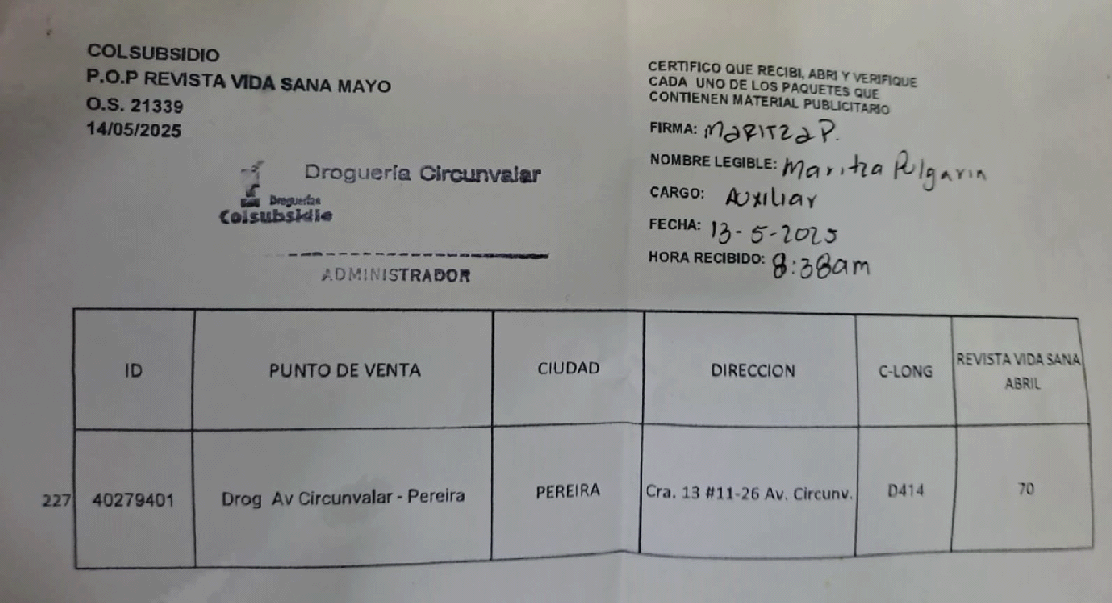 COLSUBSIDIO
P.O.P REVISTA VIDA SANA MAYO
O.S. 21339
14/05/2025
Droguería Circunvalar
Droguerías
Colsubsidio
ADMINISTRADOR
CERTIFICO QUE RECIBI, ABRI Y VERIFIQUE
CADA UNO DE LOS PAQUETES QUE
CONTIENEN MATERIAL PUBLICITARIO
FIRMA: Maritza P.
NOMBRE LEGIBLE: Maritza Pulgarin
CARGO: Auxiliar
FECHA: 13-5-2025
HORA RECIBIDO: 8:38am
ID PUNTO DE VENTA CIUDAD DIRECCION C-LONG REVISTA VIDA SANA
ABRIL
227 40279401 Drog Av Circunvalar - Pereira PEREIRA Cra. 13 #11-26 Av. Circunv. D414 70